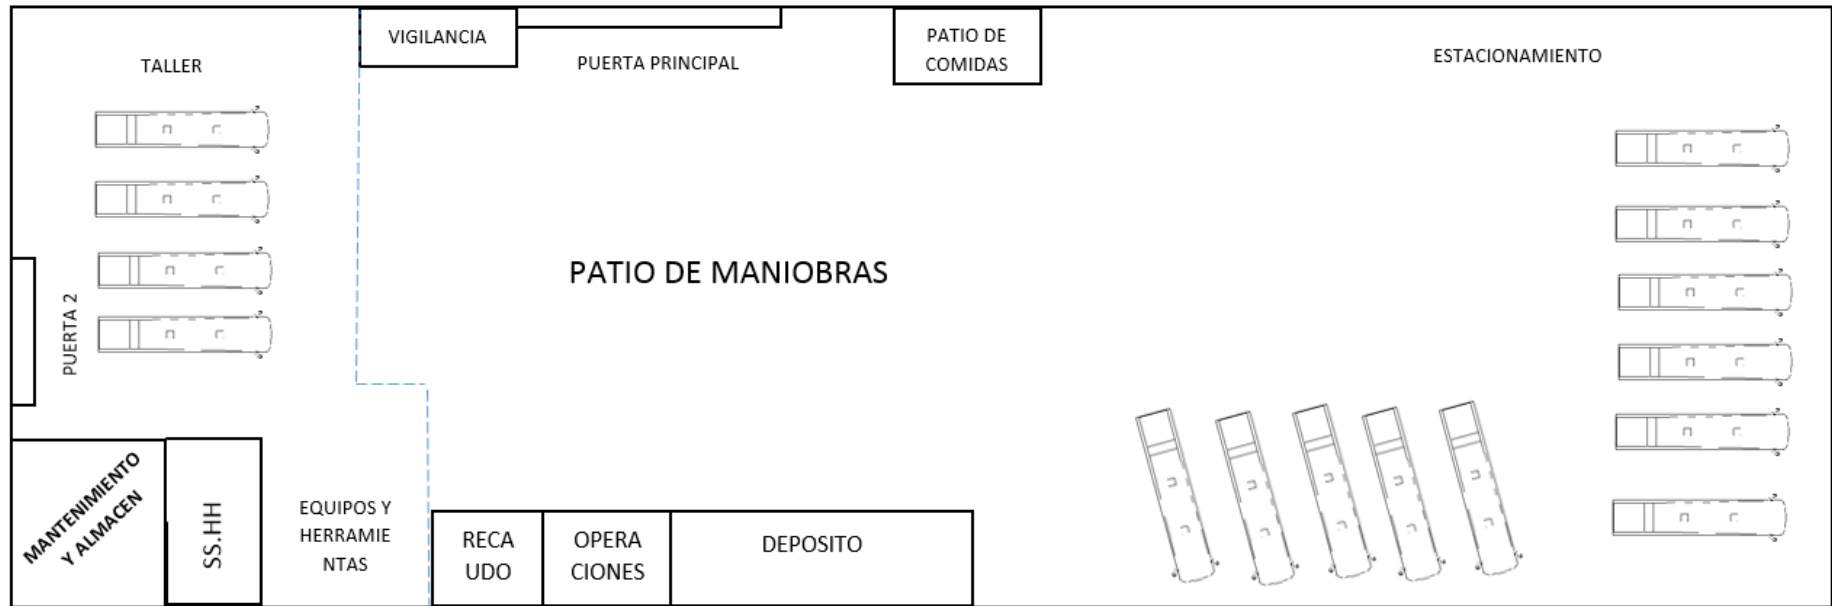 VIGILANCIA
PUERTA PRINCIPAL
PATIO DE
COMIDAS
ESTACIONAMIENTO
TALLER
PATIO DE MANIOBRAS
PUERTA 2
MANTENIMIENTO
Y ALMACEN
SS.HH
EQUIPOS Y
HERRAMIE
NTAS
RECA
UDO
OPERA
CIONES
DEPOSITO